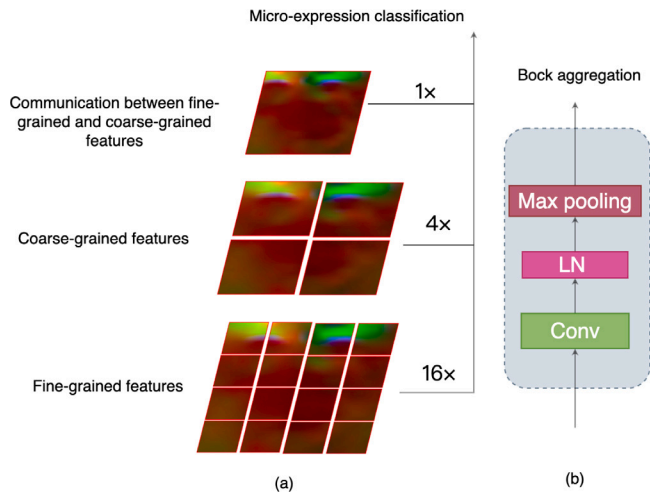 Micro-expression classification
Communication between fine-
grained and coarse-grained
features
1×
Coarse-grained features
4×
Fine-grained features
16×
(a)
Bock aggregation
Max pooling
LN
Conv
(b)